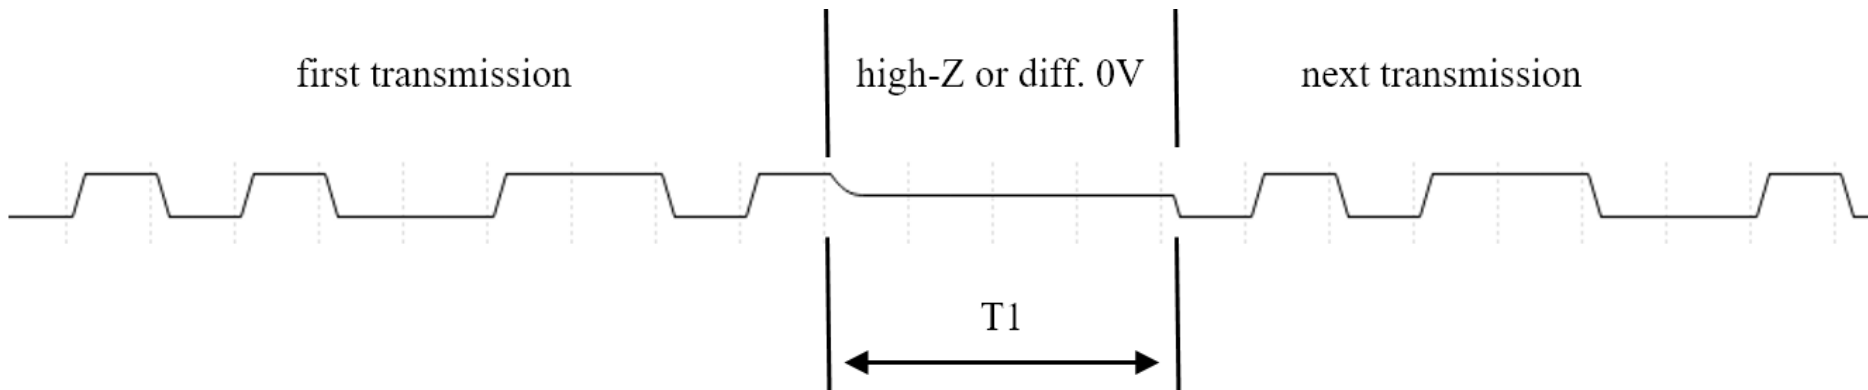 first transmission
high-Z or diff. 0V
next transmission
T1